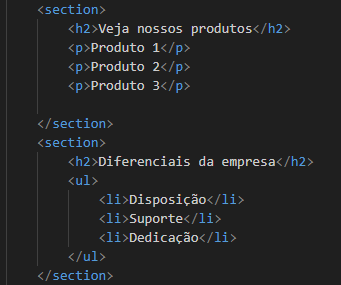 <section>
<h2>Veja nossos produtos</h2>
<p>Produto 1</p>
<p>Produto 2</p>
<p>Produto 3</p>
</section>
<section>
<h2>Diferenciais da empresa</h2>
<ul>
<li>Disposição</li>
<li>Suporte</li>
<li>Dedicação</li>
</ul>
</section>